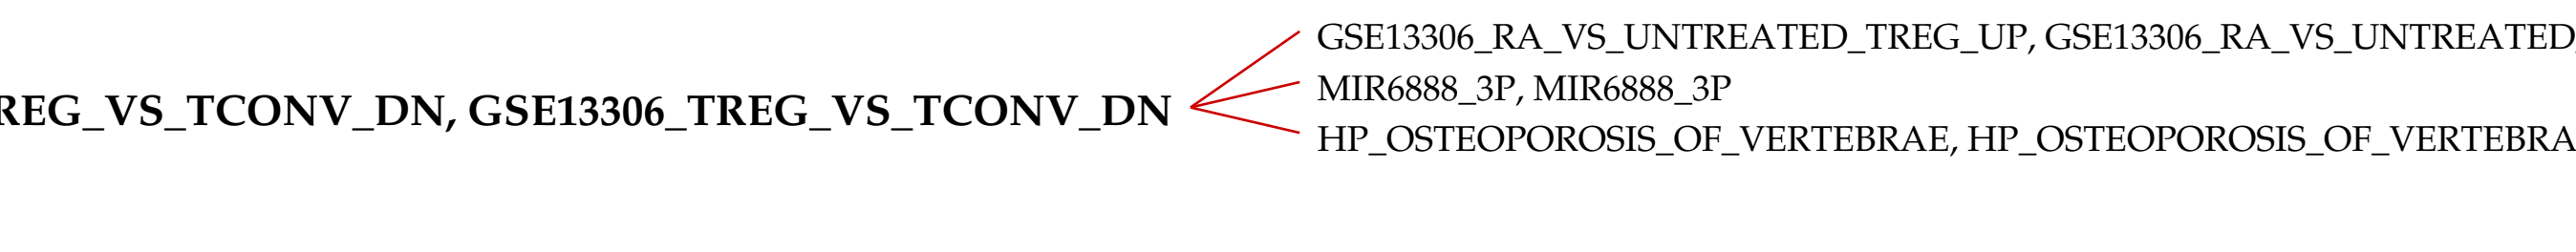 GSE13306_RA_VS_UNTREATED_TREG_UP, GSE13306_RA_VS_UNTREATED
MIR6888_3P, MIR6888_3P
REG_VS_TCONV_DN, GSE13306_TREG_VS_TCONV_DN
HP_OSTEOPOROSIS_OF_VERTEBRAE, HP_OSTEOPOROSIS_OF_VERTEBRA